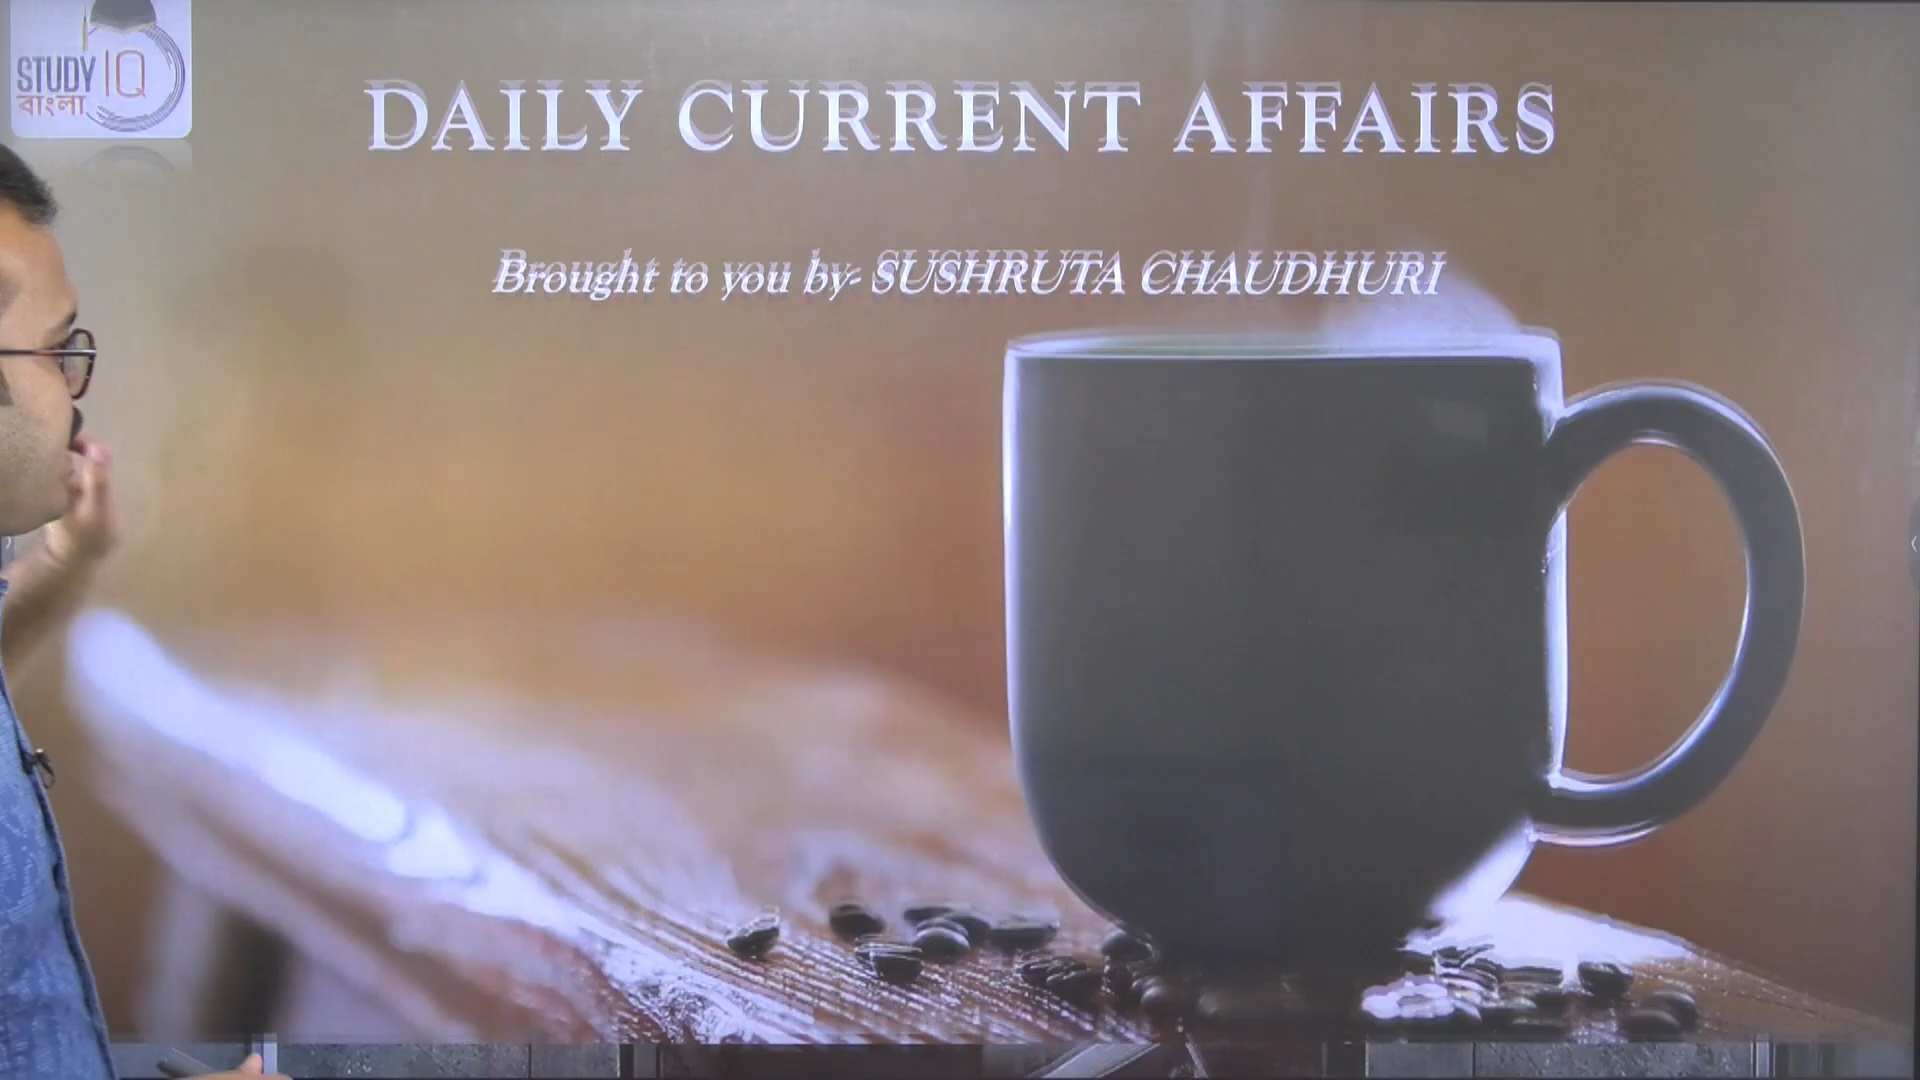 STUDY IQ
বাংলা
DAILY CURRENT AFFAIRS
Brought to you by- SUSHRUTA CHAUDHURI